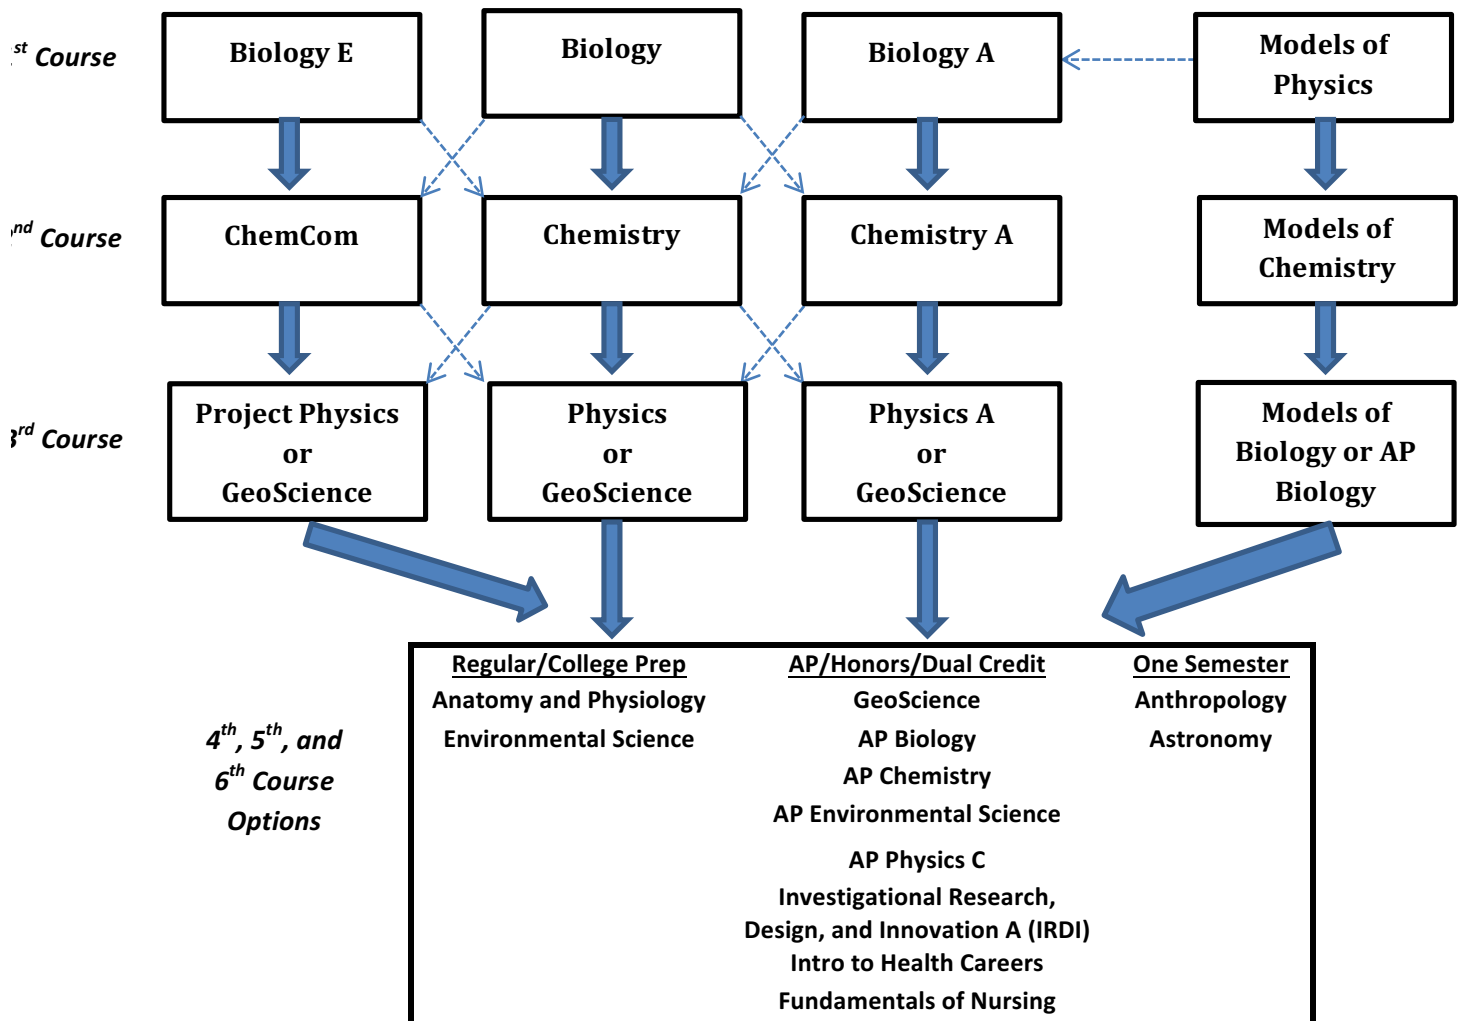 st Course
Biology E
Biology
Biology A
Models of
Physics
nd Course
ChemCom
Chemistry
Chemistry A
Models of
Chemistry
3rd Course
Project Physics
or
GeoScience
Physics
or
GeoScience
Physics A
or
GeoScience
Models of
Biology or AP
Biology
4th, 5th, and
6th Course
Options
Regular/College Prep
Anatomy and Physiology
Environmental Science
AP/Honors/Dual Credit
GeoScience
AP Biology
AP Chemistry
AP Environmental Science
AP Physics C
Investigational Research,
Design, and Innovation A (IRDI)
Intro to Health Careers
Fundamentals of Nursing
One Semester
Anthropology
Astronomy